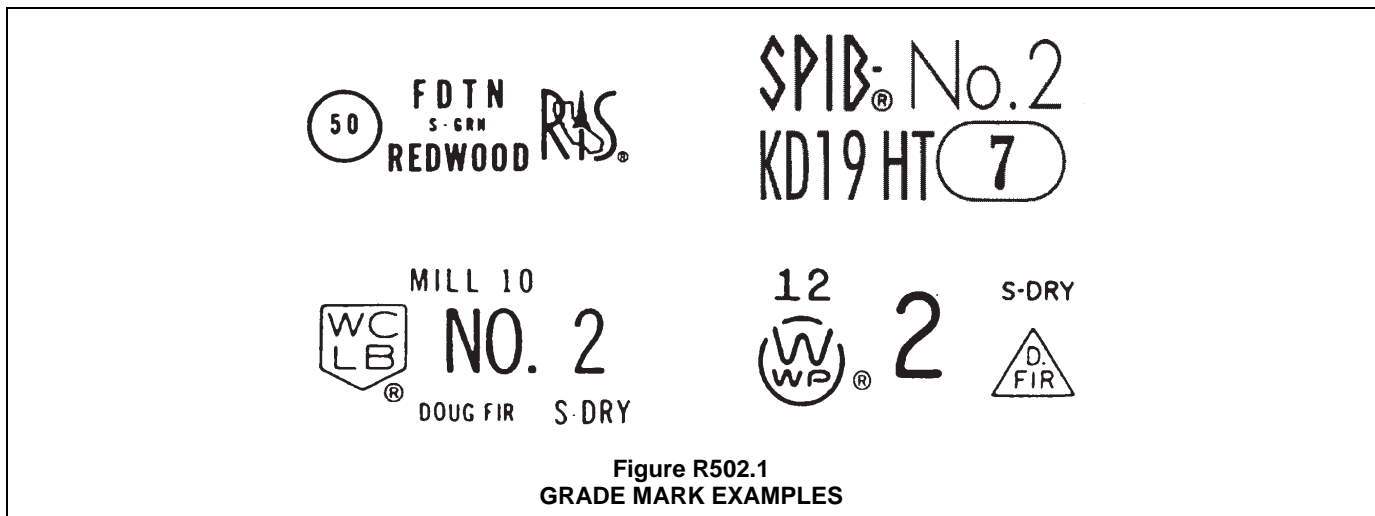 50
FDTN
S-GRN
REDWOOD
RIS®
SPIB® No.2
KD19 HT 7
MILL 10
WC
LB®
NO. 2
DOUG FIR S-DRY
12
WWP® 2
S-DRY
D.
FIR
Figure R502.1
GRADE MARK EXAMPLES